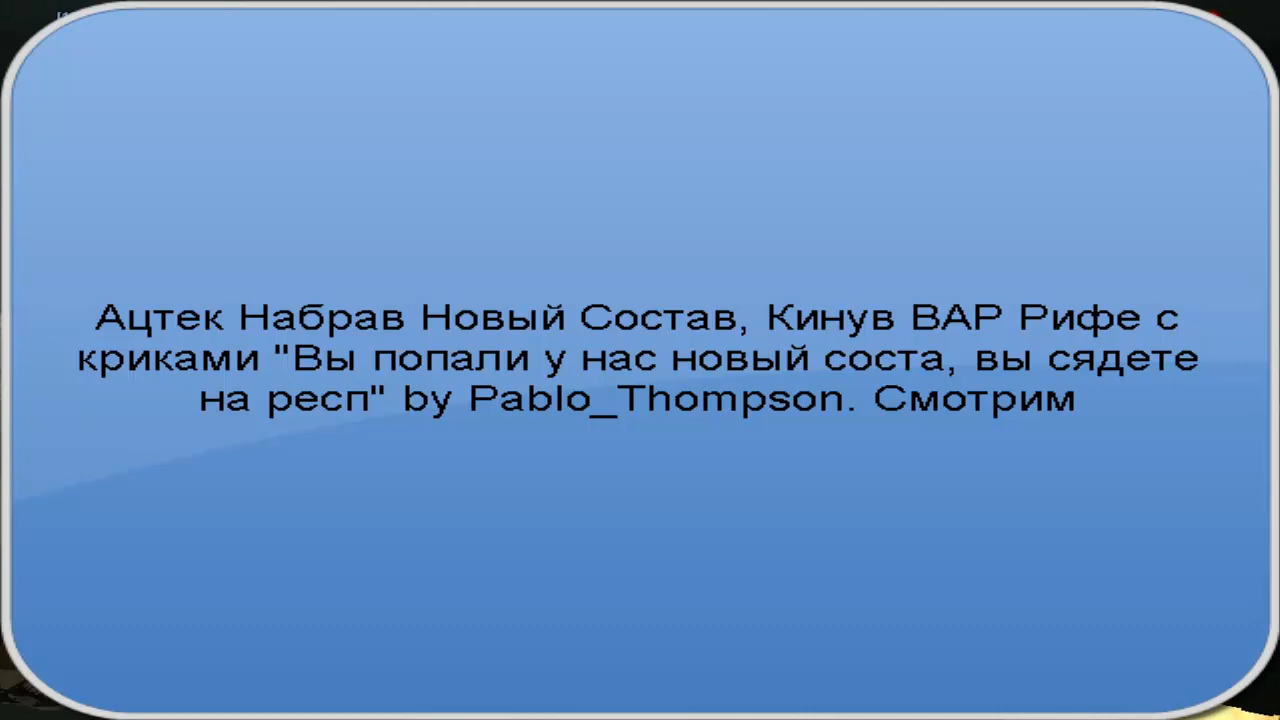 Ацтек Набрав Новый Состав, Кинув ВАР Рифе с
криками "Вы попали у нас новый соста, вы сядете
на респ" by Pablo_Thompson. Смотрим